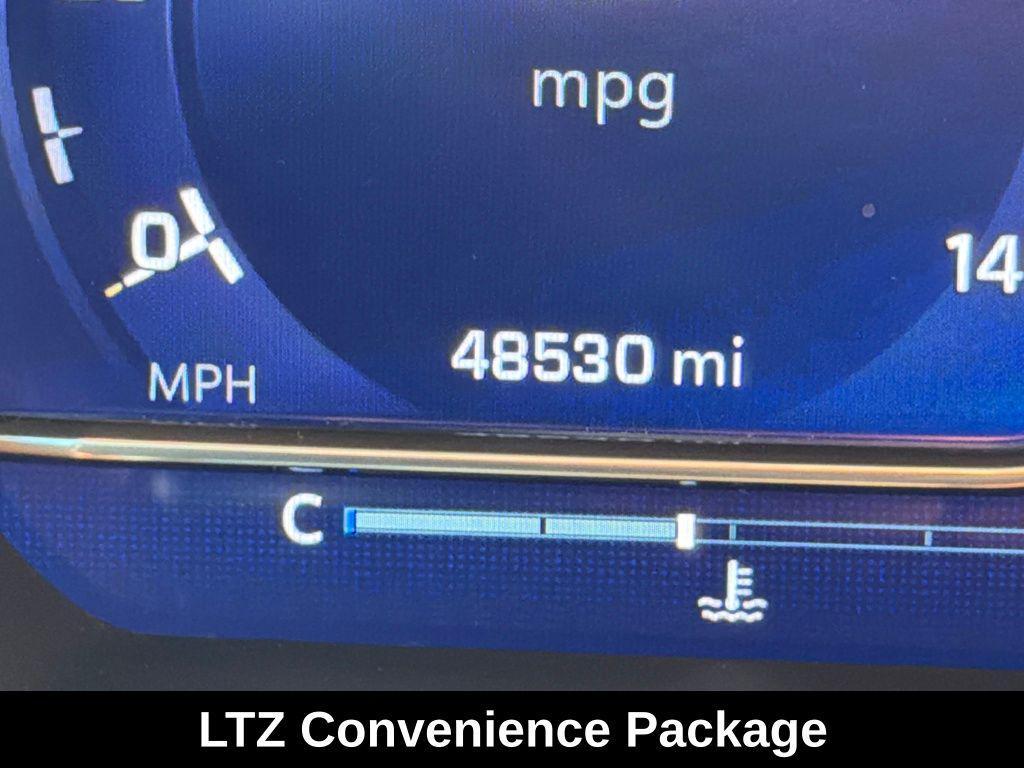 mpg
0
14
48530 mi
MPH
C
LTZ Convenience Package